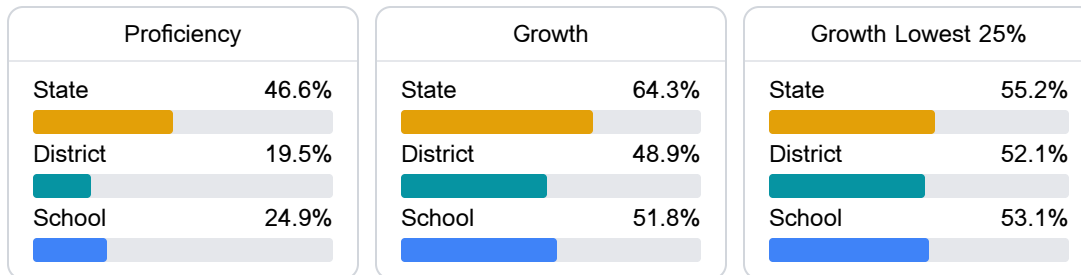 Proficiency
State 46.6%
District 19.5%
School 24.9%
Growth
State 64.3%
District 48.9%
School 51.8%
Growth Lowest 25%
State 55.2%
District 52.1%
School 53.1%